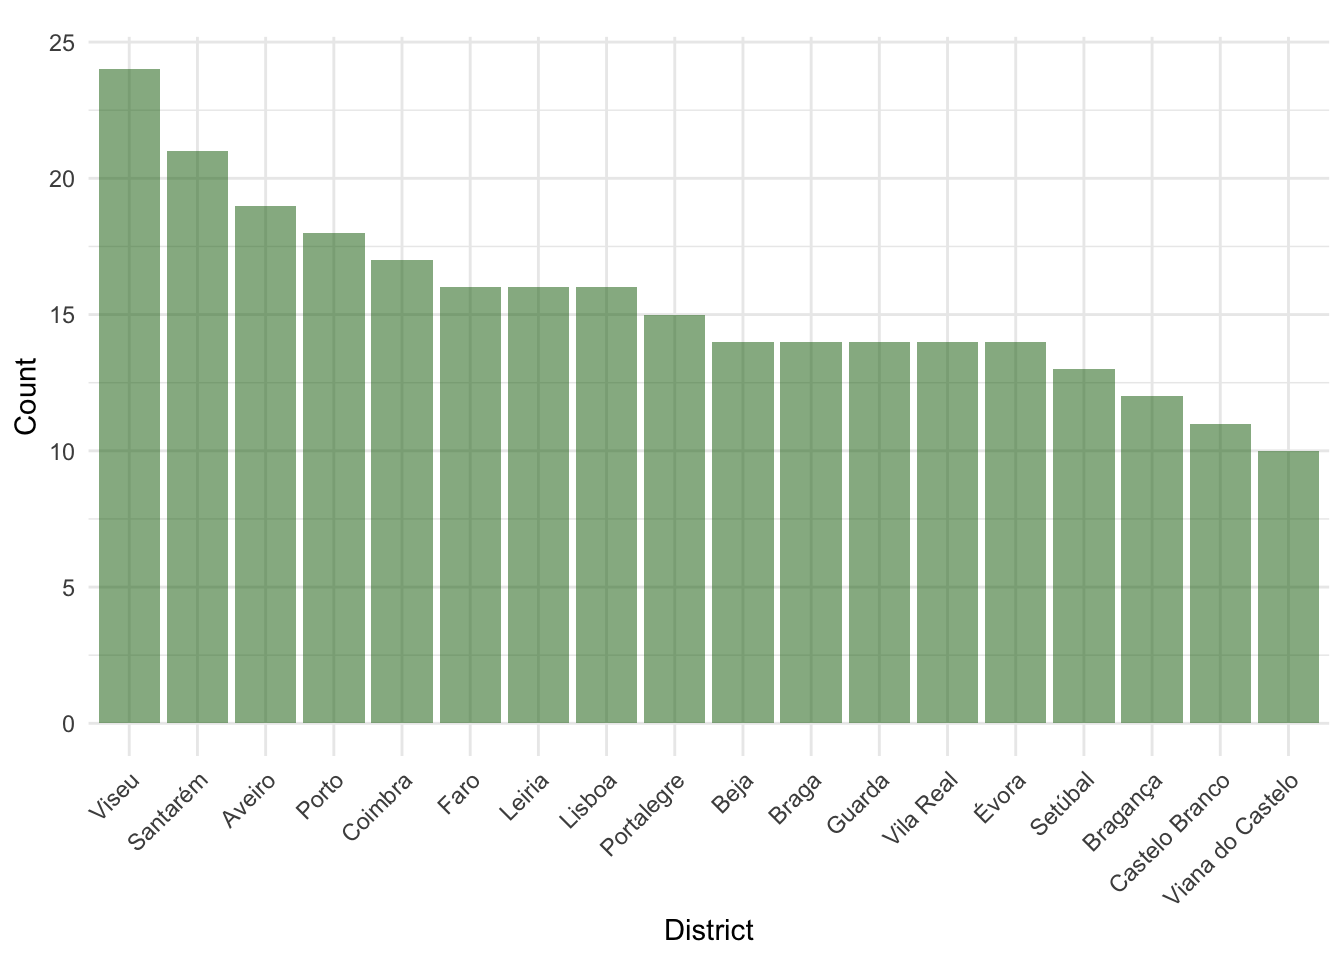 25
20
15
10
5
0
Count
Viseu
Santarém
Aveiro
Porto
Coimbra
Faro
Leiria
Lisboa
Portalegre
Beja
Braga
Guarda
Vila Real
Évora
Setúbal
Bragança
Castelo Branco
Viana do Castelo
District